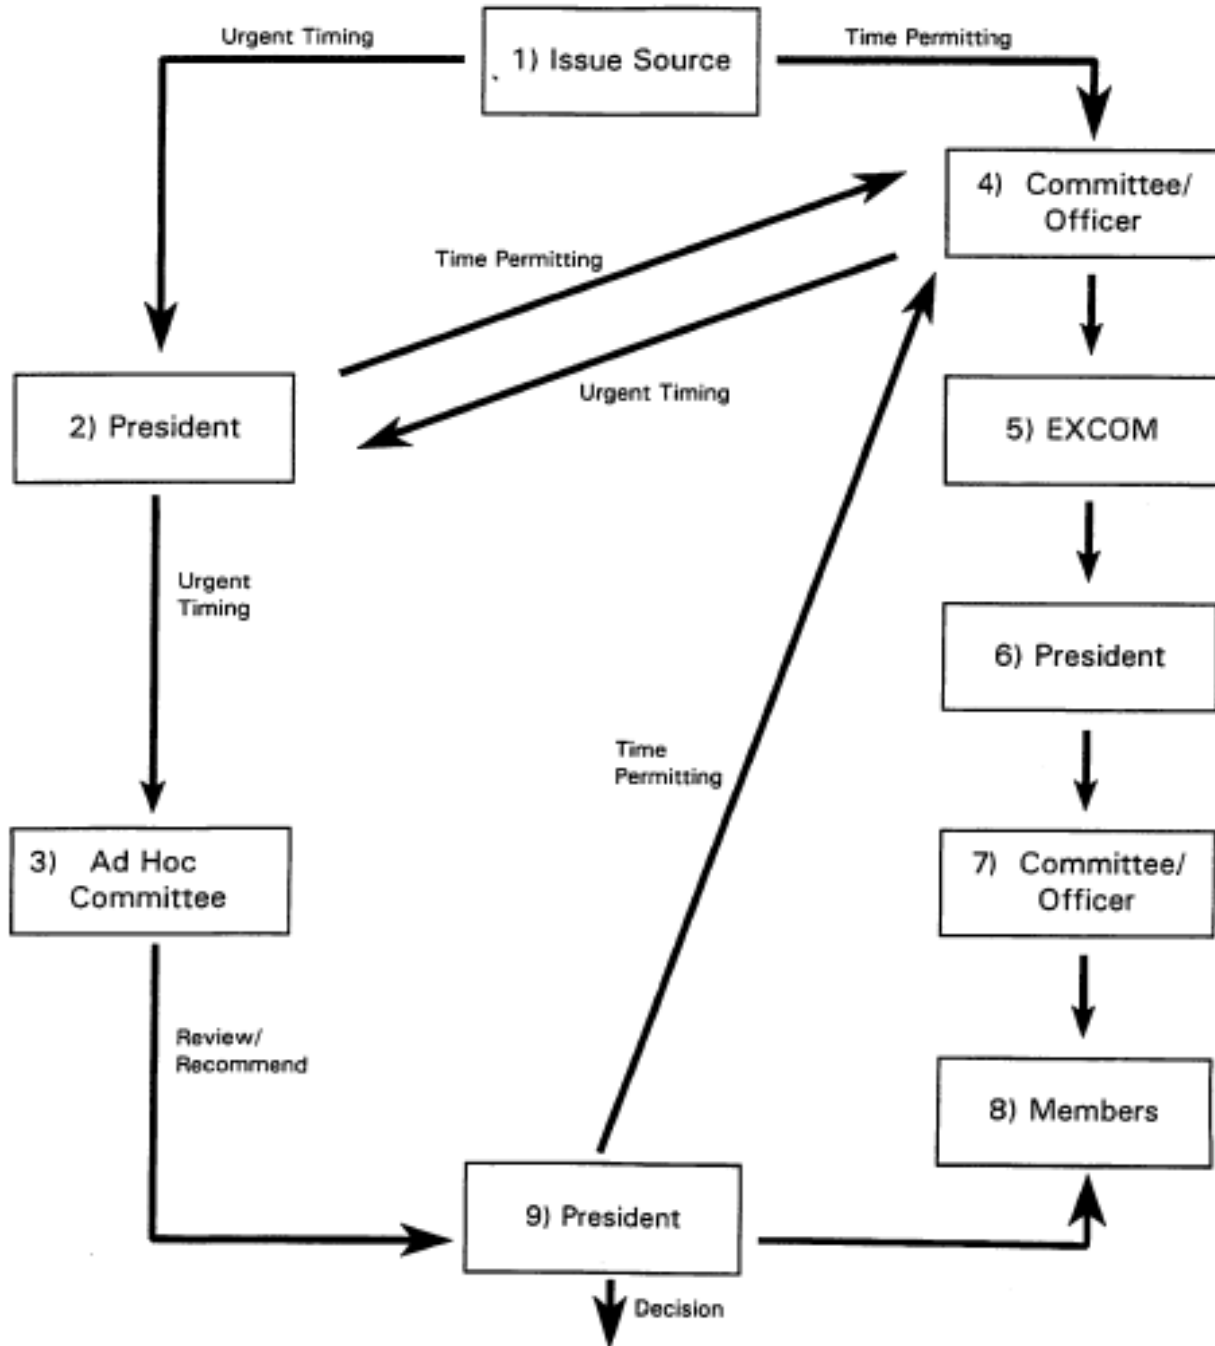 Urgent Timing
1) Issue Source
Time Permitting
4) Committee/
Officer
Time Permitting
Urgent Timing
2) President
5) EXCOM
Urgent
Timing
6) President
Time
Permitting
3) Ad Hoc
Committee
7) Committee/
Officer
Review/
Recommend
8) Members
9) President
Decision